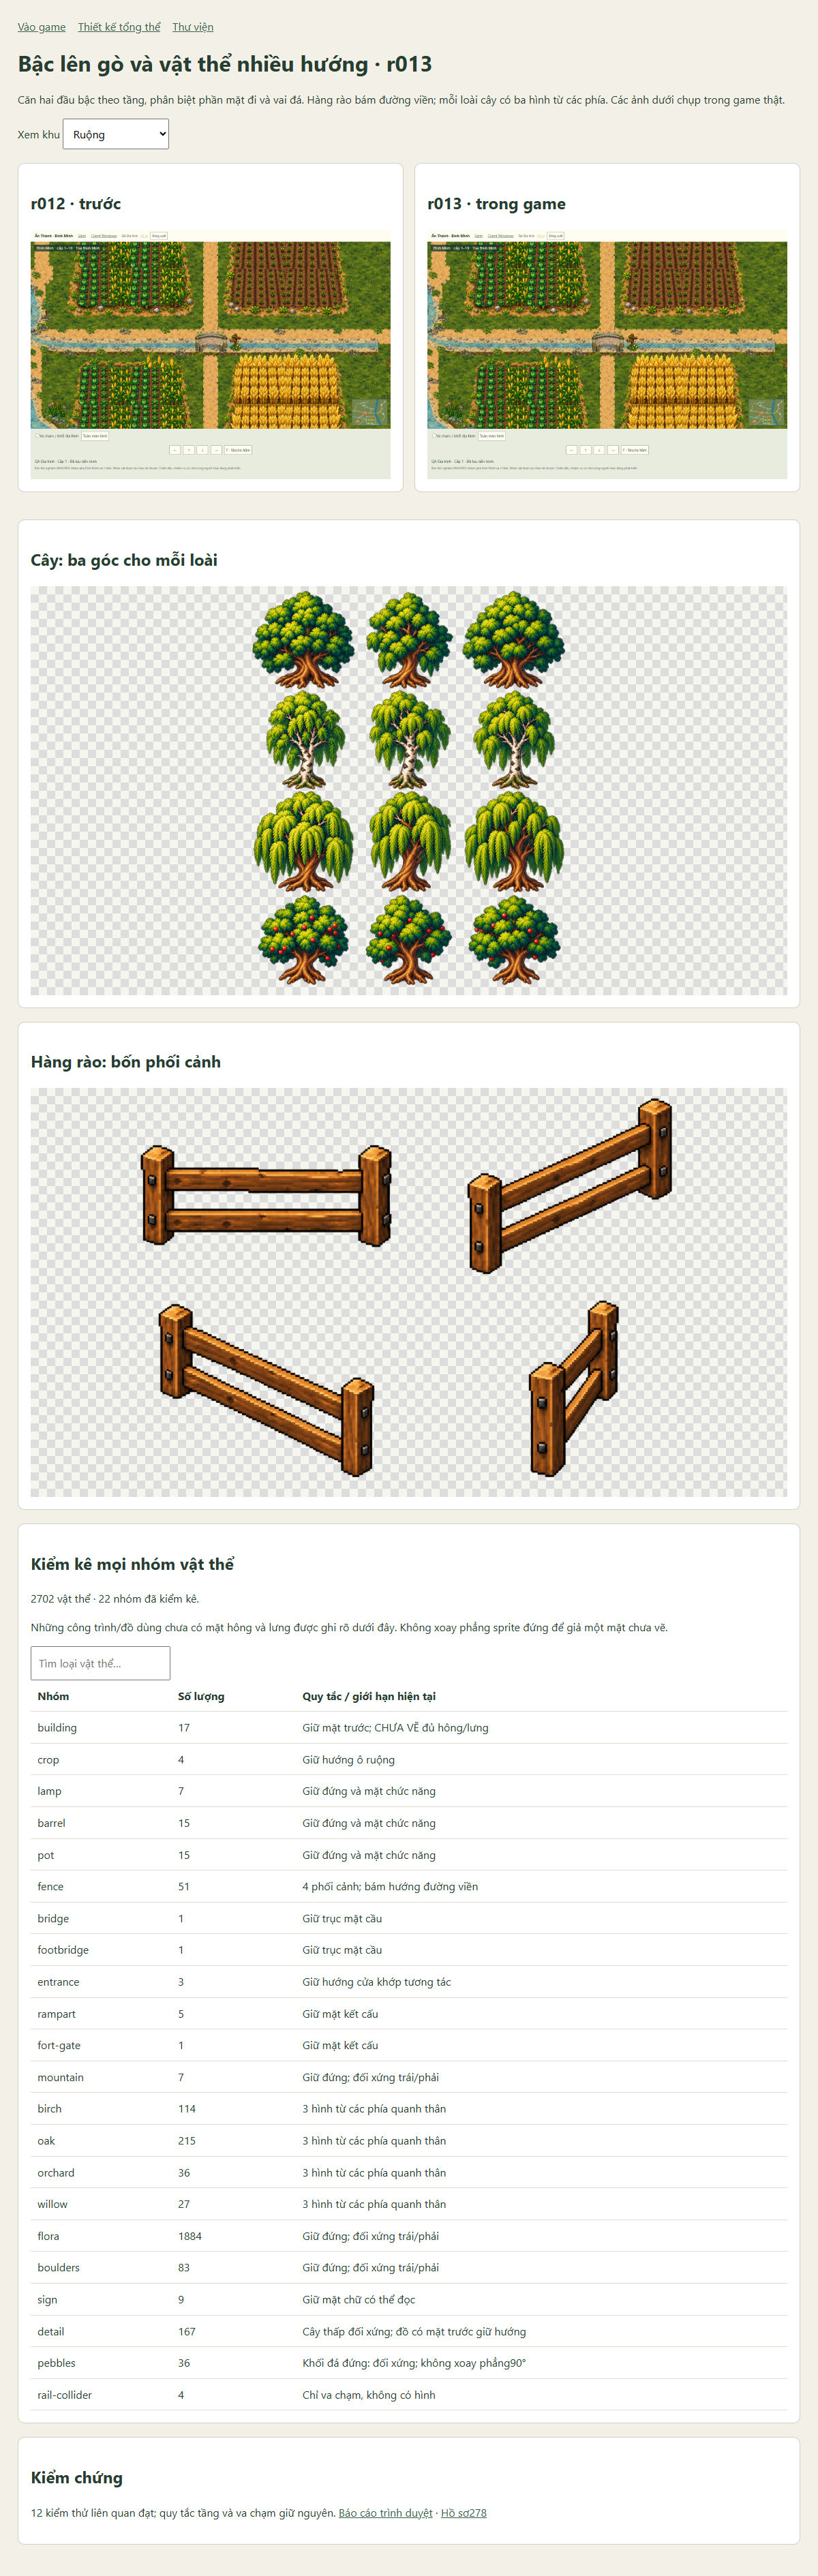 Vào game Thiết kế tổng thể Thư viện
Bậc lên gò và vật thể nhiều hướng · r013
Căn hai đầu bậc theo tầng, phân biệt phần mặt đi và vai đá. Hàng rào bám đường viền; mỗi loài cây có ba hình từ các phía. Các ảnh dưới chụp trong game thật.
Xem khu Ruộng
r012 · trước
r013 · trong game
Cây: ba góc cho mỗi loài
Hàng rào: bốn phối cảnh
Kiểm kê mọi nhóm vật thể
2702 vật thể · 22 nhóm đã kiểm kê.
Những công trình/đồ dùng chưa có mặt hông và lưng được ghi rõ dưới đây. Không xoay phẳng sprite đứng để giả một mặt chưa vẽ.
Tìm loại vật thể...
Nhóm Số lượng Quy tắc / giới hạn hiện tại
building 17 Giữ mặt trước; CHƯA VẼ đủ hông/lưng
crop 4 Giữ hướng ô ruộng
lamp 7 Giữ đứng và mặt chức năng
barrel 15 Giữ đứng và mặt chức năng
pot 15 Giữ đứng và mặt chức năng
fence 51 4 phối cảnh; bám hướng đường viền
bridge 1 Giữ trục mặt cầu
footbridge 1 Giữ trục mặt cầu
entrance 3 Giữ hướng cửa khớp tương tác
rampart 5 Giữ mặt kết cấu
fort-gate 1 Giữ mặt kết cấu
mountain 7 Giữ đứng; đối xứng trái/phải
birch 114 3 hình từ các phía quanh thân
oak 215 3 hình từ các phía quanh thân
orchard 36 3 hình từ các phía quanh thân
willow 27 3 hình từ các phía quanh thân
flora 1884 Giữ đứng; đối xứng trái/phải
boulders 83 Giữ đứng; đối xứng trái/phải
sign 9 Giữ mặt chữ có thể đọc
detail 167 Cây thấp đối xứng; đồ có mặt trước giữ hướng
pebbles 36 Khối đá đứng: đối xứng; không xoay phẳng90°
rail-collider 4 Chỉ va chạm, không có hình
Kiểm chứng
12 kiểm thử liên quan đạt; quy tắc tầng và va chạm giữ nguyên. Báo cáo trình duyệt · Hồ sơ278